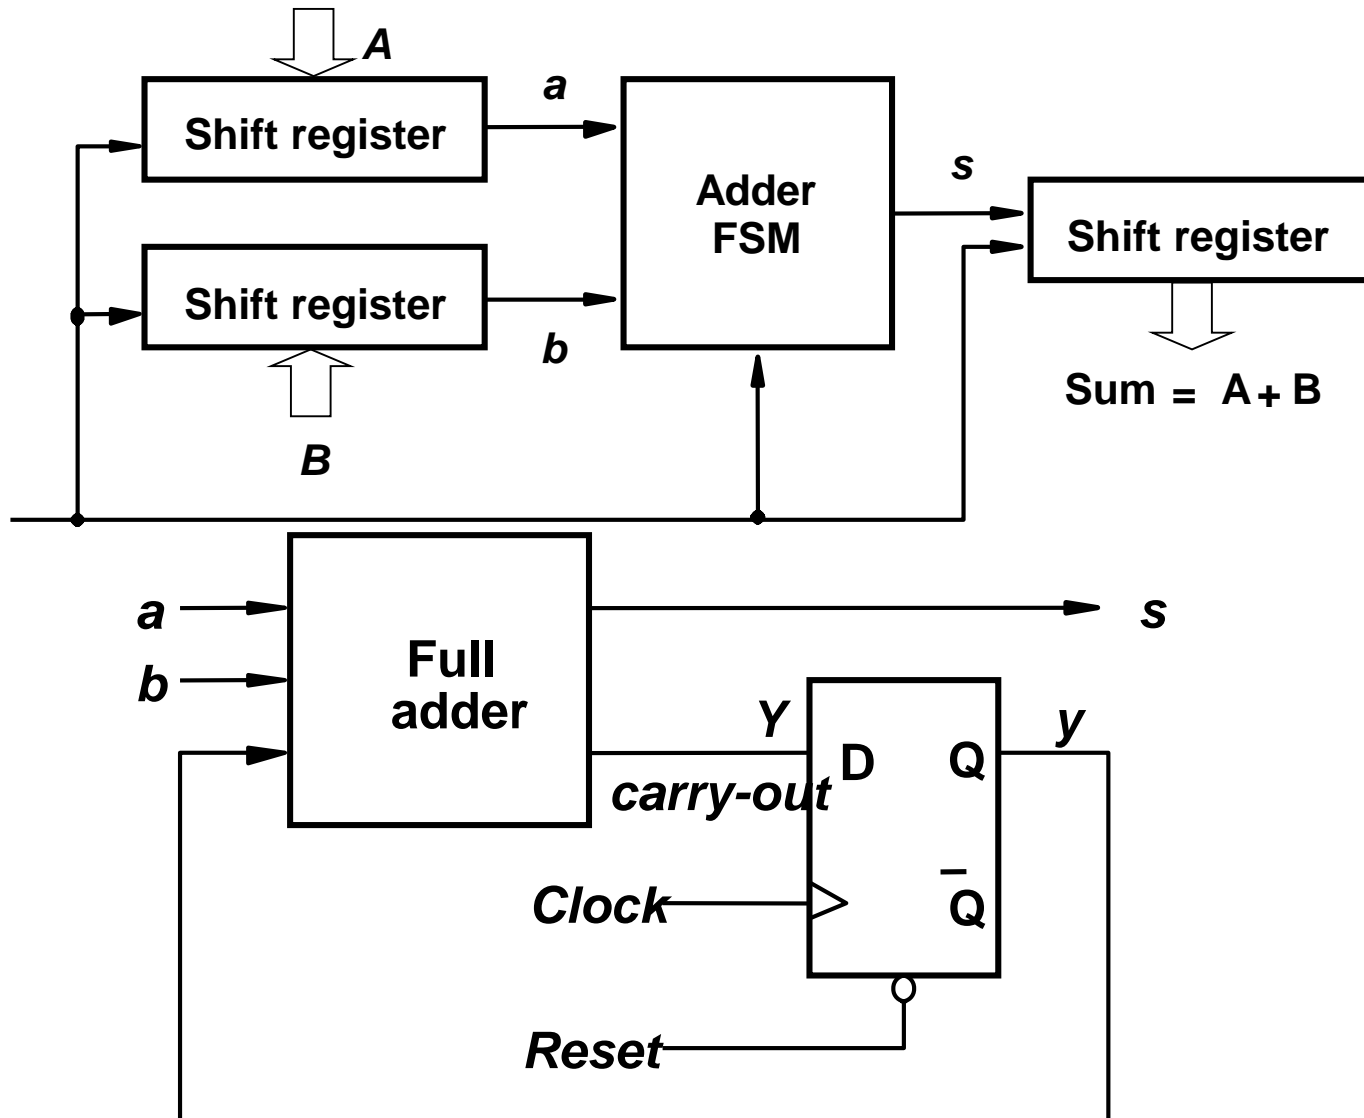 A
Shift register
a
Adder
FSM
s
Shift register
Shift register
b
Sum = A + B
B
a
b
Full
adder
s
Y
y
D Q
carry-out
Clock
Q̅
Reset